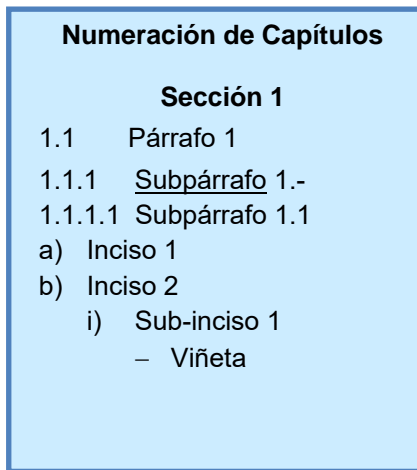 Numeración de Capítulos
Sección 1
1.1 Párrafo 1
1.1.1 Subpárrafo 1.-
1.1.1.1 Subpárrafo 1.1
a) Inciso 1
b) Inciso 2
i) Sub-inciso 1
– Viñeta